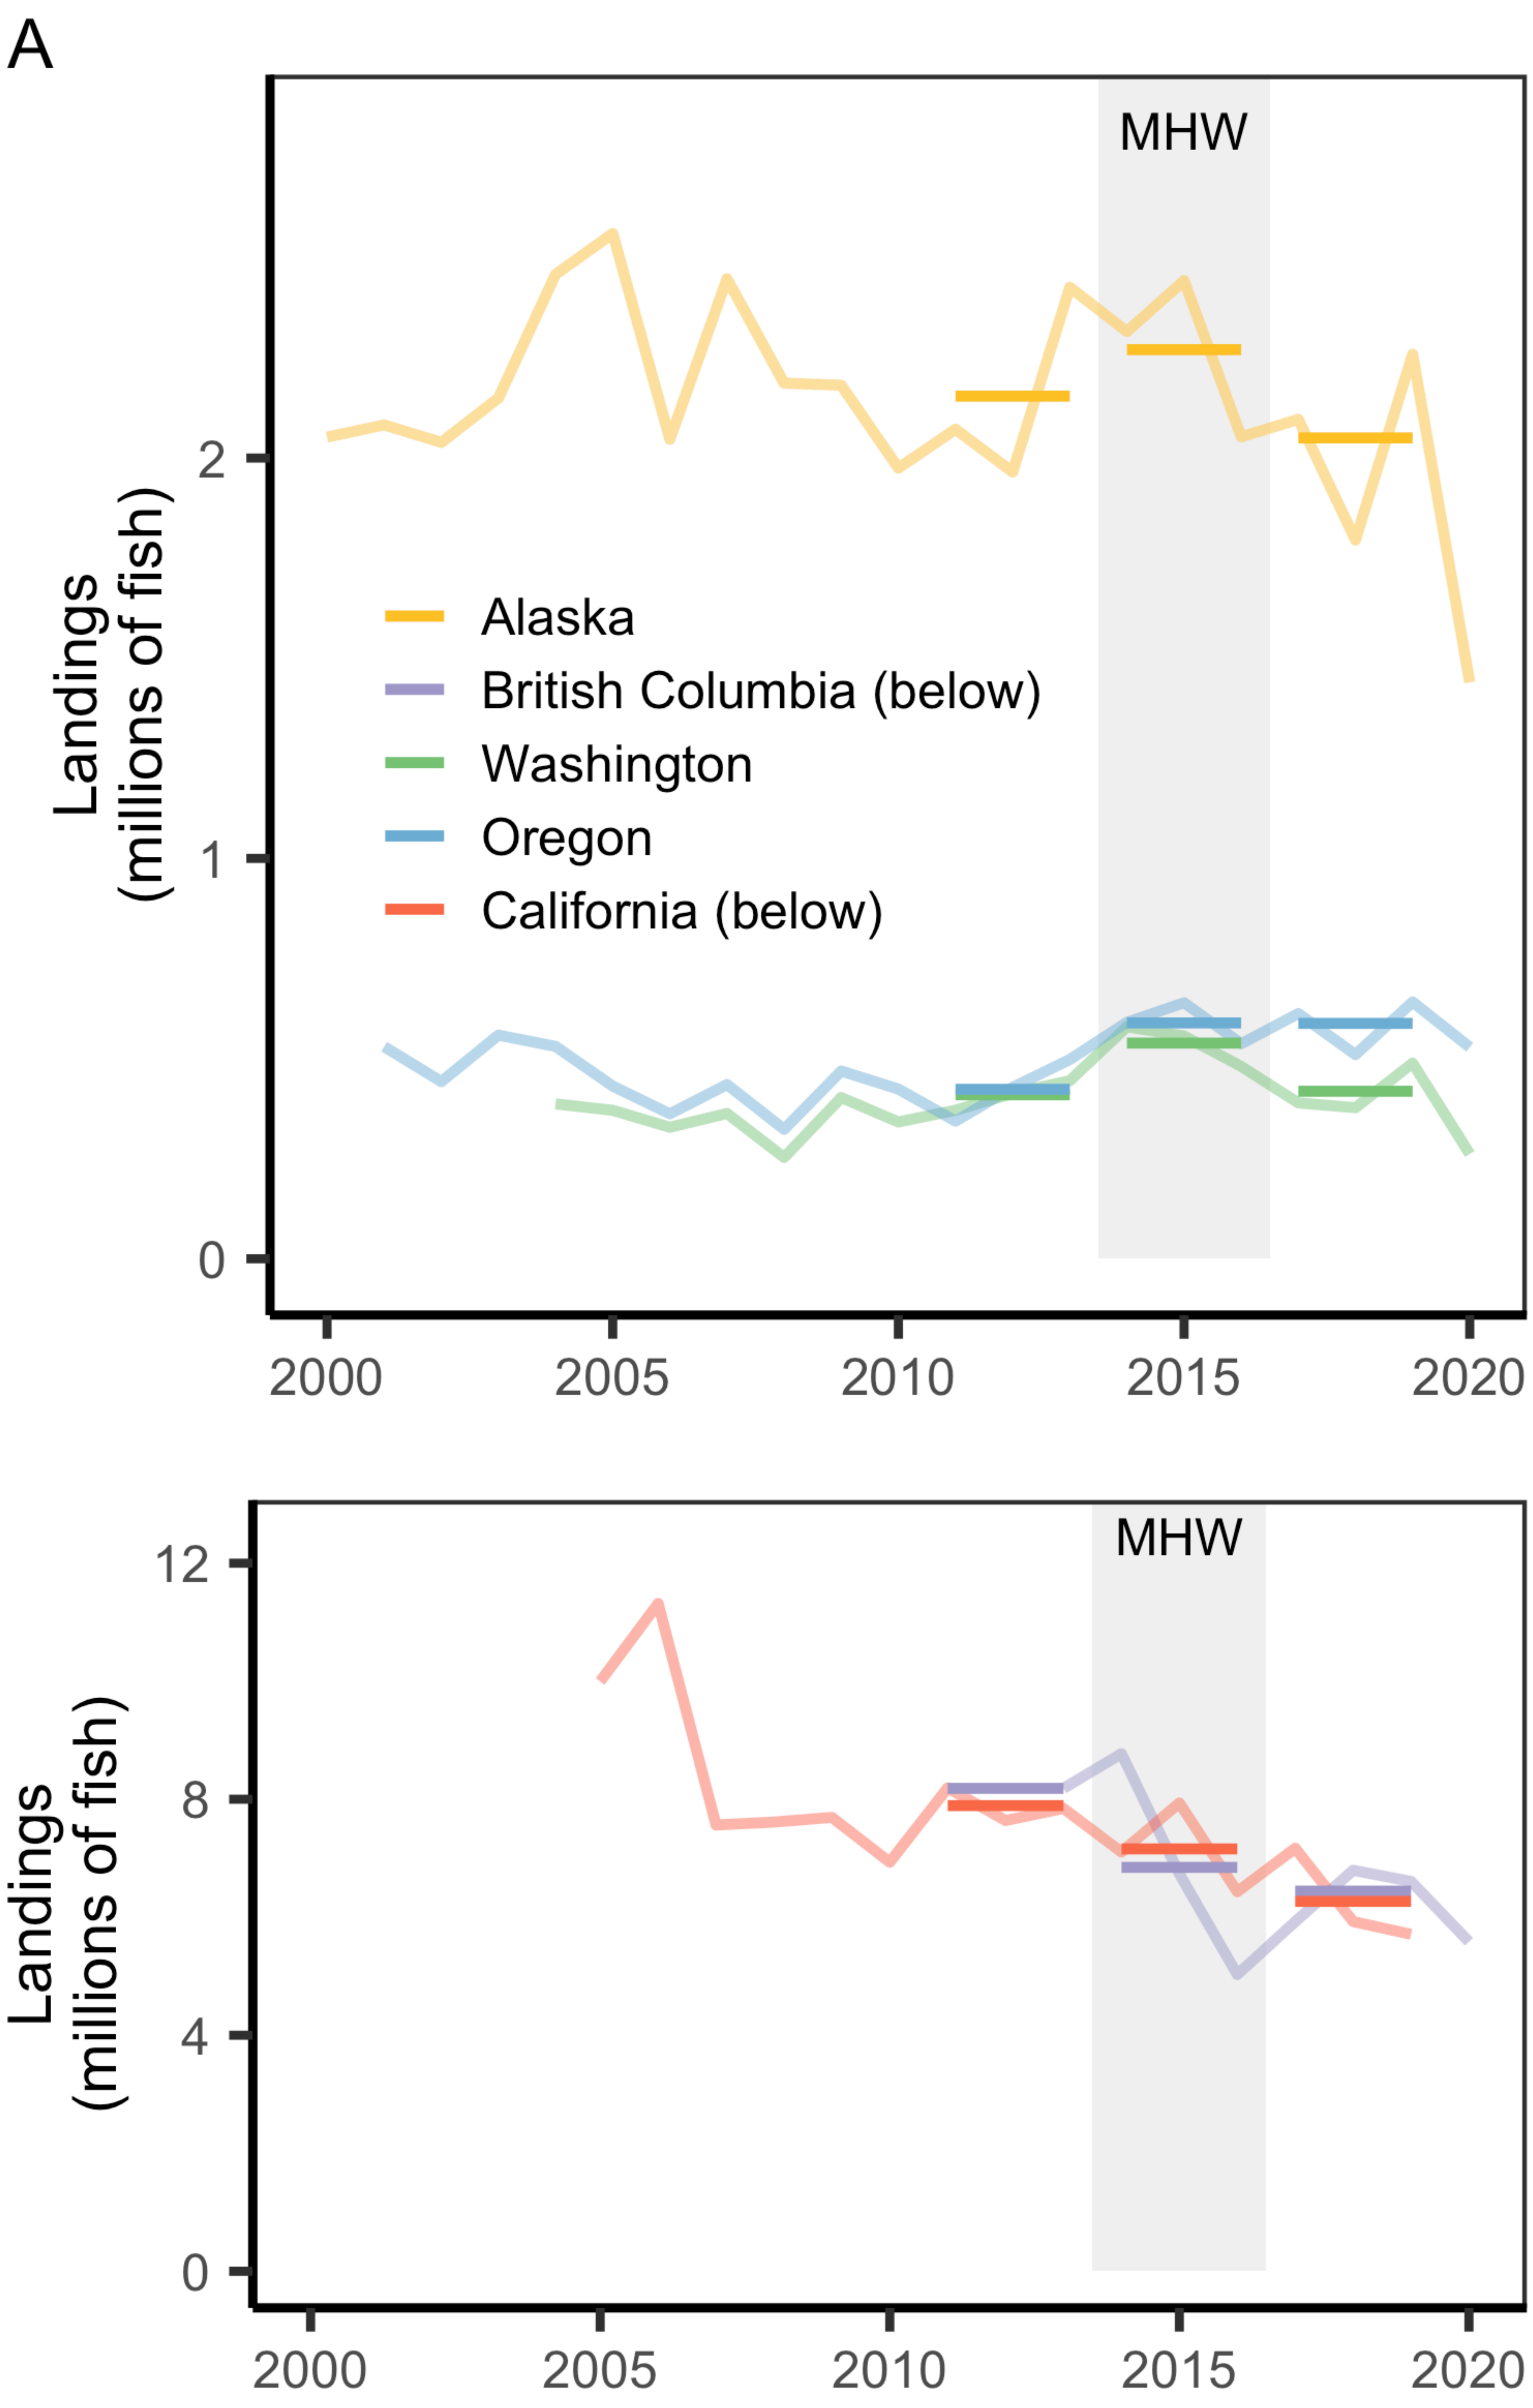 A
MHW
Landings
(millions of fish)
2
1
0
Alaska
British Columbia (below)
Washington
Oregon
California (below)
2000
2005
2010
2015
2020
MHW
Landings
(millions of fish)
12
8
4
0
2000
2005
2010
2015
2020